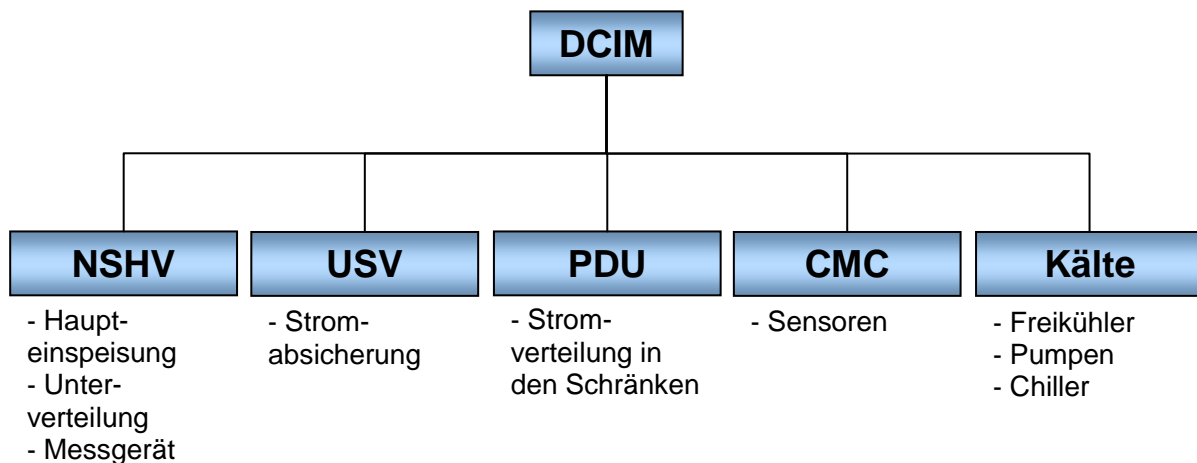 DCIM
NSHV
USV
PDU
CMC
Kälte
- Haupt-
einspeisung
- Unter-
verteilung
- Messgerät
- Strom-
absicherung
- Strom-
verteilung in
den Schränken
- Sensoren
- Freikühler
- Pumpen
- Chiller